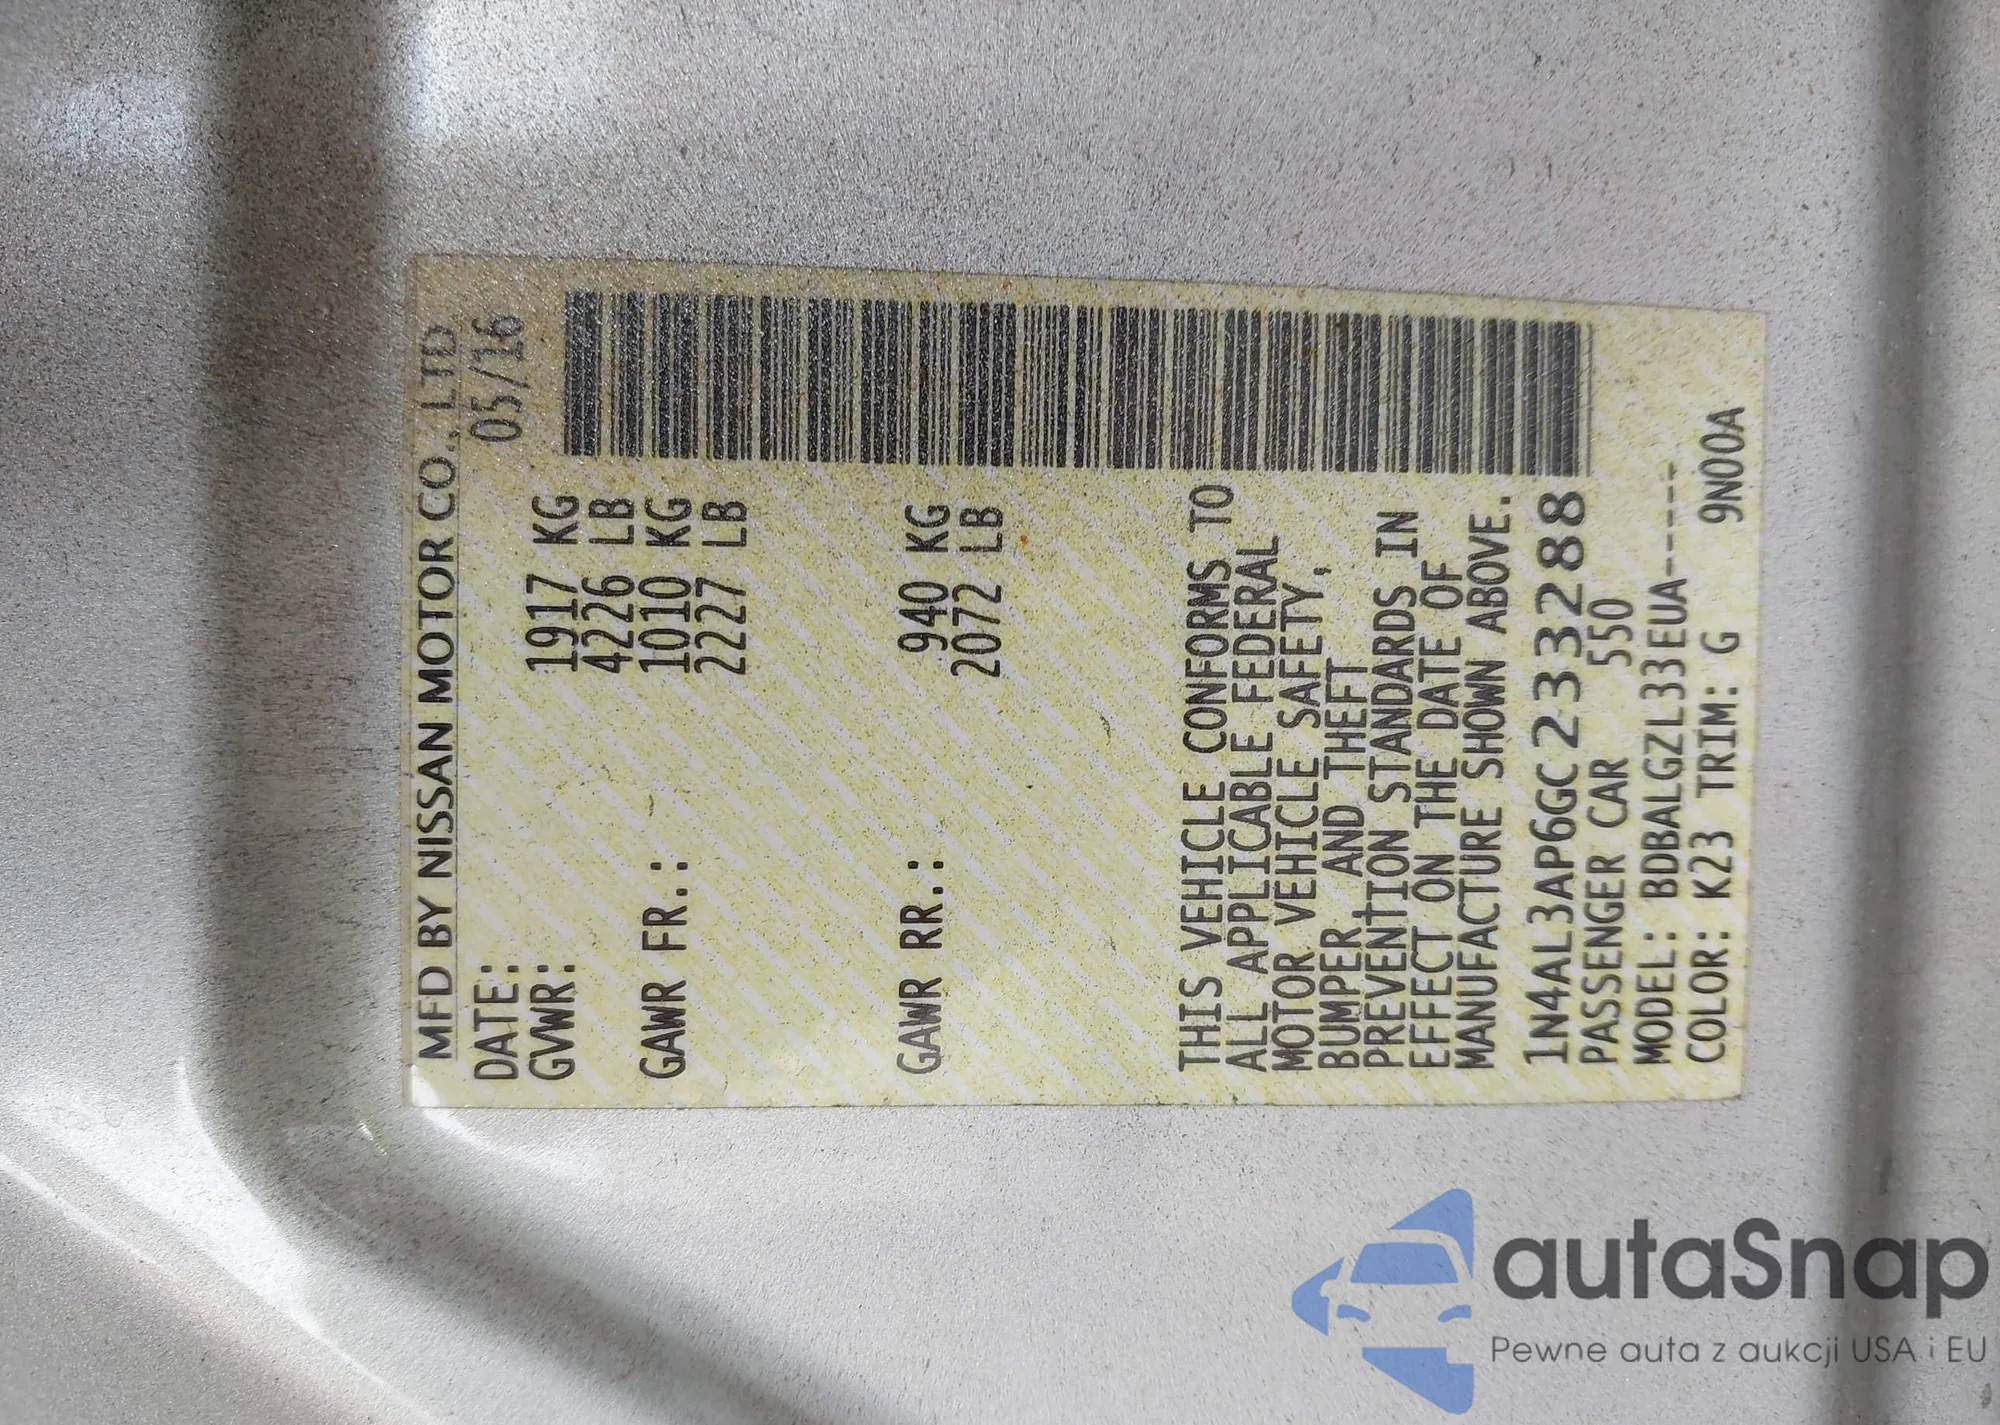 MFD BY NISSAN MOTOR CO., LTD
DATE: 05/16
GVWR: 1917 KG
4226 LB
GAWR FR.: 1010 KG
2227 LB
GAWR RR.: 940 KG
2072 LB
THIS VEHICLE CONFORMS TO
ALL APPLICABLE FEDERAL
MOTOR VEHICLE SAFETY,
BUMPER, AND THEFT
PREVENTION STANDARDS IN
EFFECT ON THE DATE OF
MANUFACTURE SHOWN ABOVE.
1N4AL3AP6GC233288
PASSENGER CAR 550
MODEL: BDBALGZL33EUA-----
COLOR: K23 TRIM: G 9N00A
autaSnap
Pewne auta z aukcji USA i EU